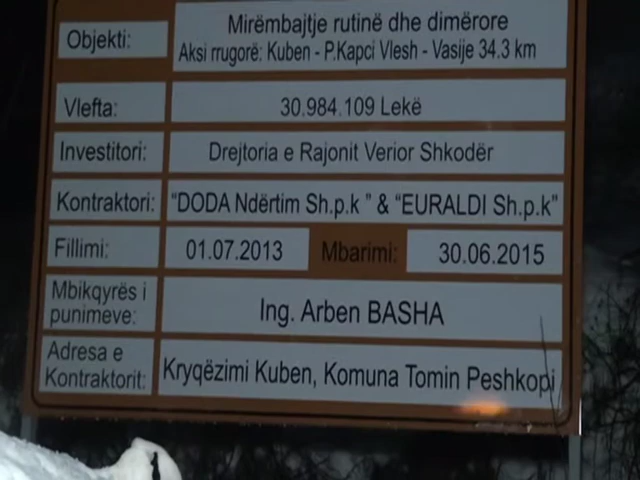 Objekti: Mirëmbajtje rutinë dhe dimërore
Aksi rrugorë: Kuben - P.Kapci Vlesh - Vasije 34.3 km
Vlefta: 30.984.109 Lekë
Investitori: Drejtoria e Rajonit Verior Shkodër
Kontraktori: “DODA Ndërtim Sh.p.k ” & “EURALDI Sh.p.k”
Fillimi: 01.07.2013 Mbarimi: 30.06.2015
Mbikqyrës i
punimeve: Ing. Arben BASHA
Adresa e
Kontraktorit: Kryqëzimi Kuben, Komuna Tomin Peshkopi